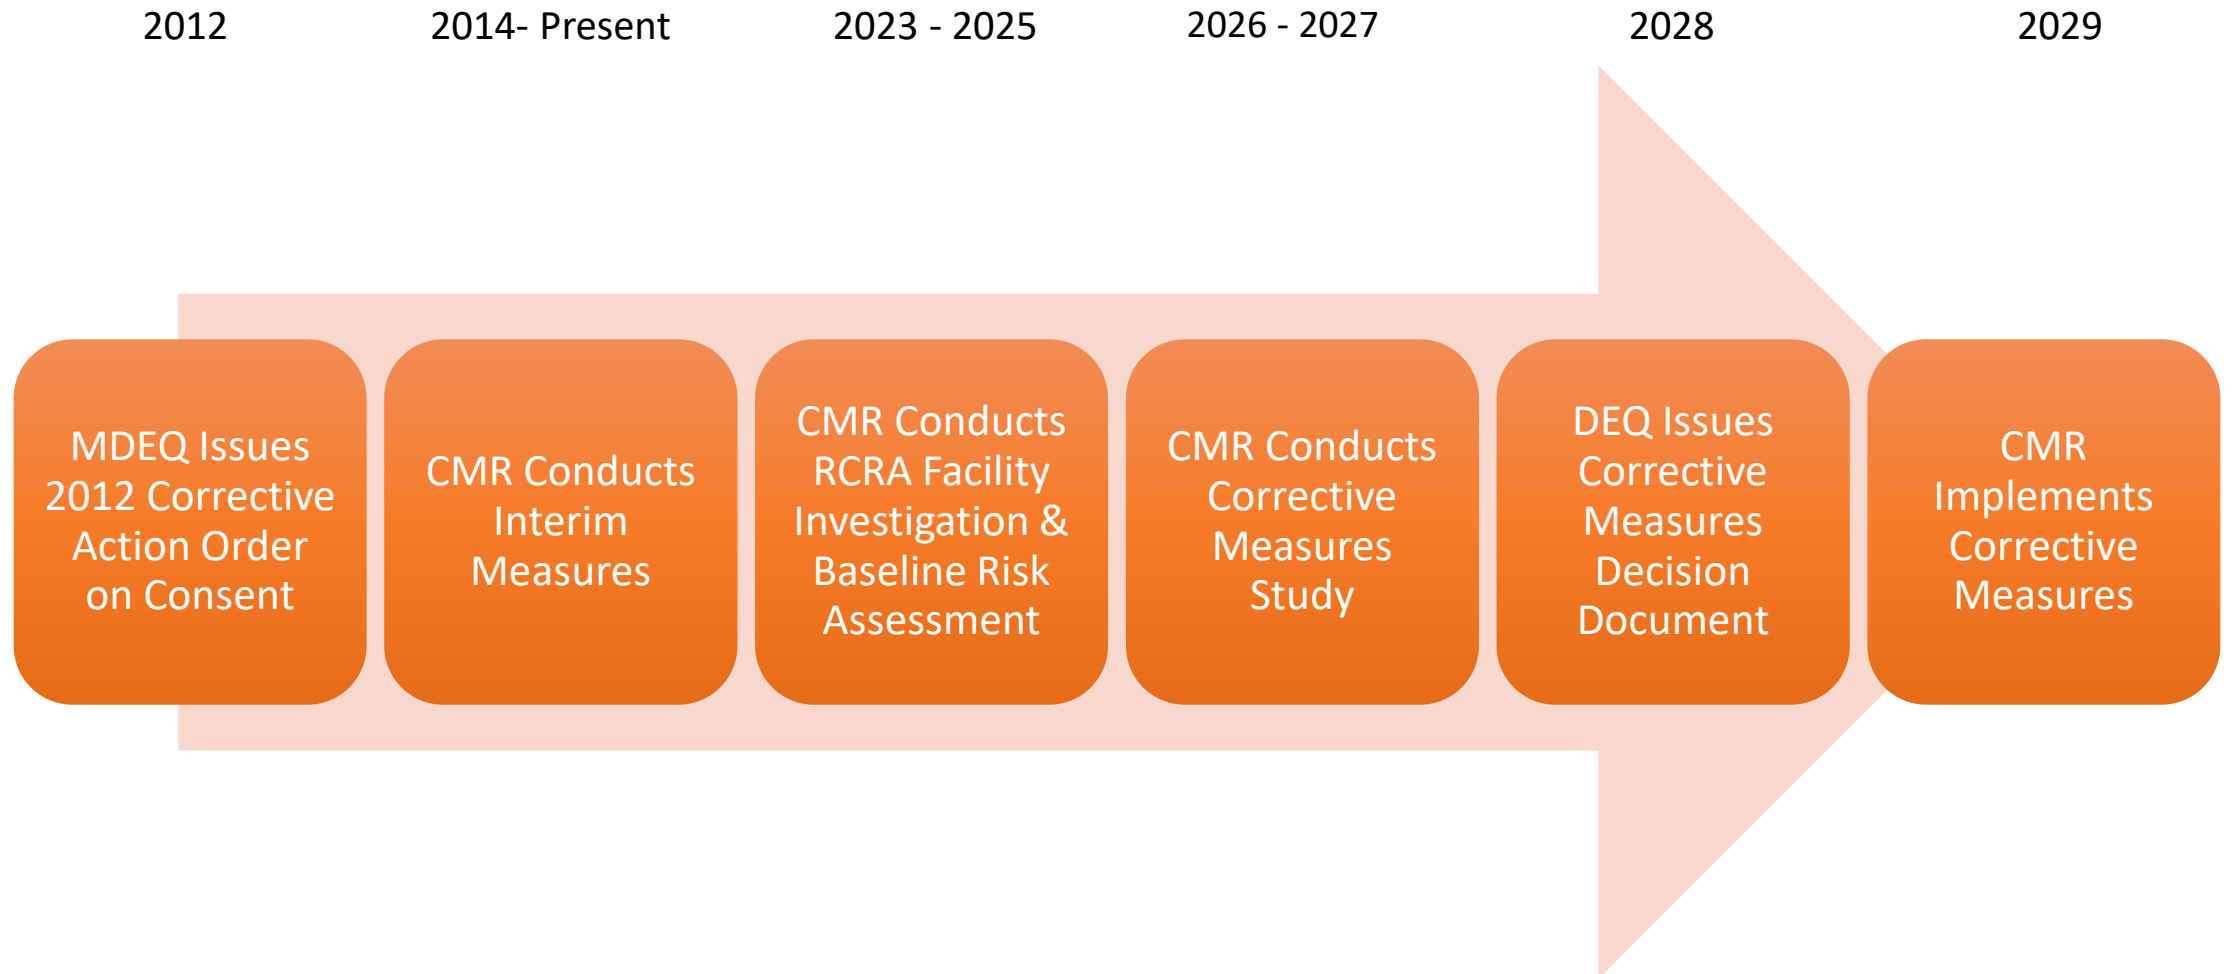 2012
2014- Present
2023 - 2025
2026 - 2027
2028
2029
MDEQ Issues
2012 Corrective
Action Order
on Consent
CMR Conducts
Interim
Measures
CMR Conducts
RCRA Facility
Investigation &
Baseline Risk
Assessment
CMR Conducts
Corrective
Measures
Study
DEQ Issues
Corrective
Measures
Decision
Document
CMR
Implements
Corrective
Measures